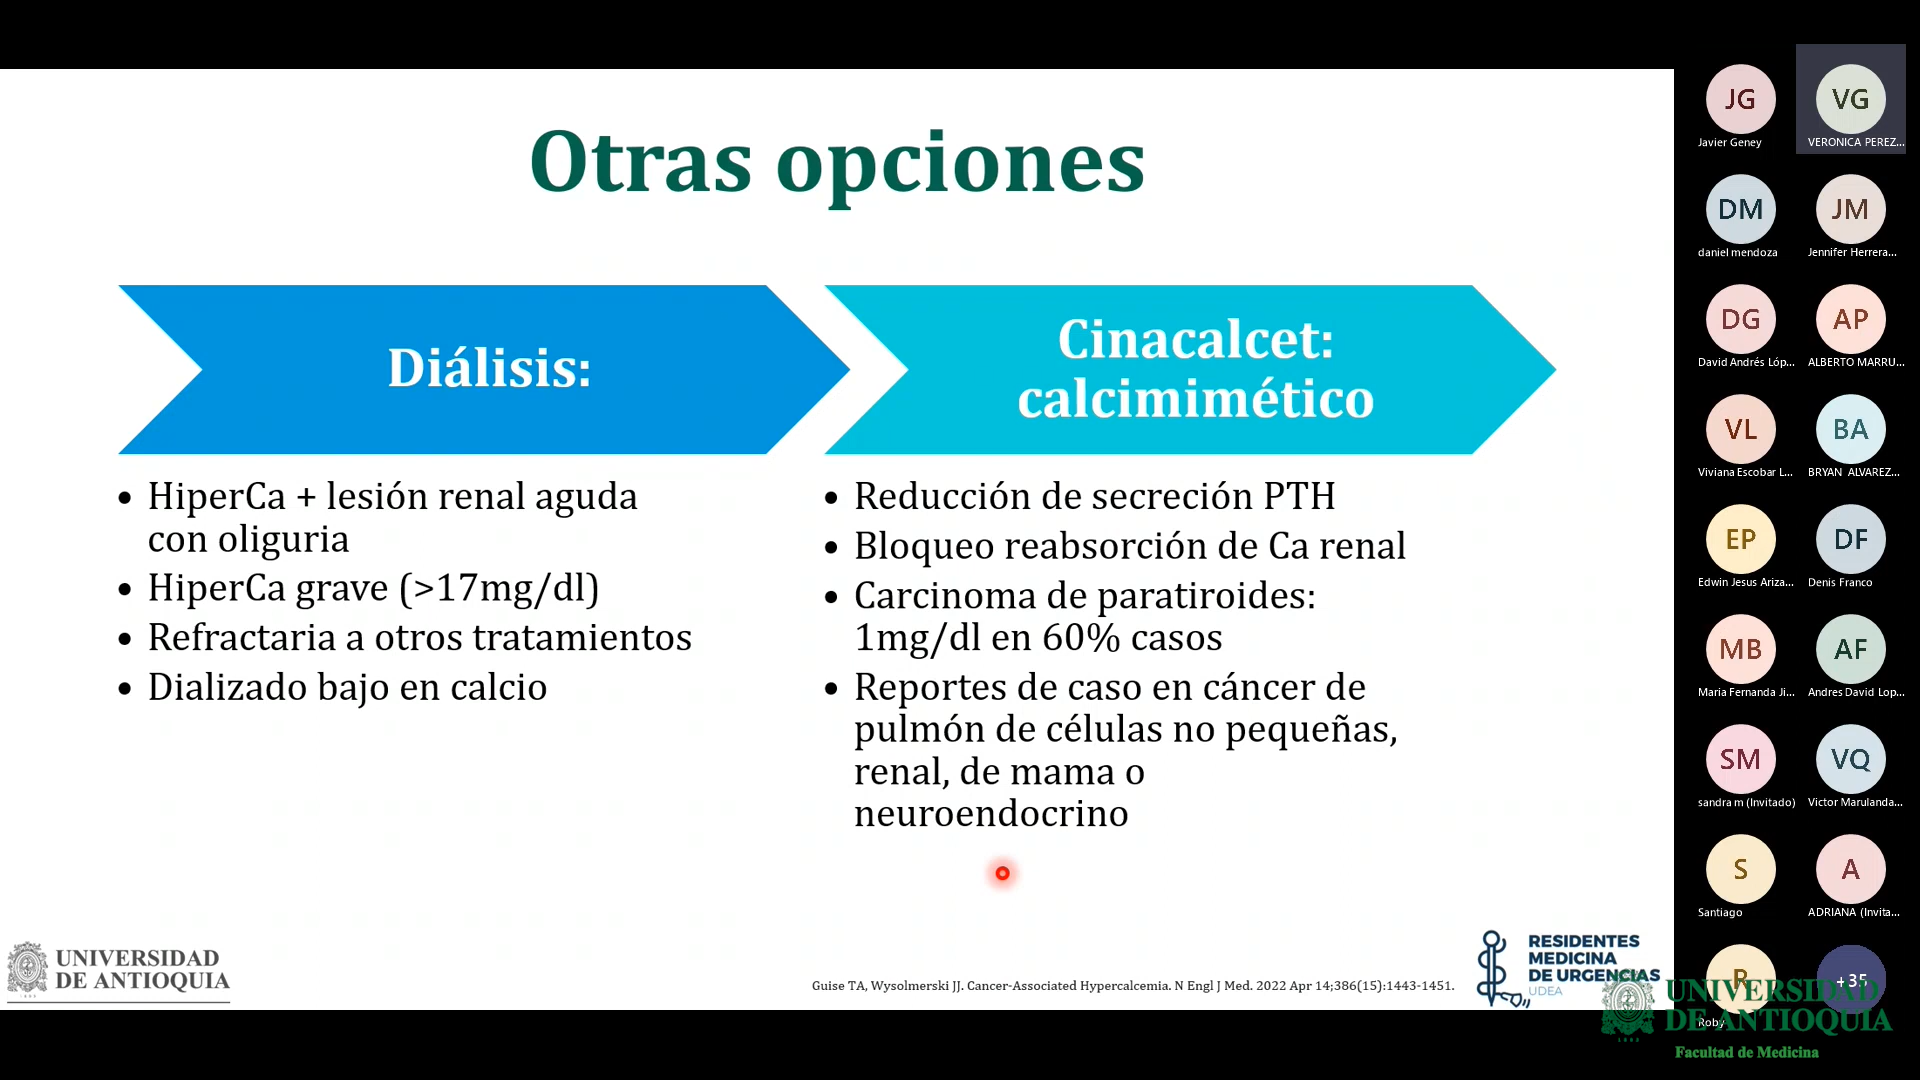 Otras opciones
Diálisis:
HiperCa + lesión renal aguda
con oliguria
HiperCa grave (>17mg/dl)
Refractaria a otros tratamientos
Dializado bajo en calcio
Cinacalcet:
calcimimético
Reducción de secreción PTH
Bloqueo reabsorción de Ca renal
Carcinoma de paratiroides:
1mg/dl en 60% casos
Reportes de caso en cáncer de
pulmón de células no pequeñas,
renal, de mama o
neuroendocrino
UNIVERSIDAD
DE ANTIOQUIA
1803
Guise TA, Wysolmerski JJ. Cancer-Associated Hypercalcemia. N Engl J Med. 2022 Apr 14;386(15):1443-1451.
RESIDENTES
MEDICINA
DE URGENCIAS
UDEA
JG
Javier Geney
VG
VERONICA PEREZ...
DM
daniel mendoza
JM
Jennifer Herrera...
DG
David Andrés Lóp...
AP
ALBERTO MARRU...
VL
Viviana Escobar L...
BA
BRYAN ALVAREZ...
EP
Edwin Jesus Ariza...
DF
Denis Franco
MB
Maria Fernanda Ji...
AF
Andres David Lop...
SM
sandra m (Invitado)
VQ
Victor Marulanda...
S
Santiago
A
ADRIANA (Invita...
R
Roby
+35
UNIVERSIDAD
DE ANTIOQUIA
1803
Facultad de Medicina